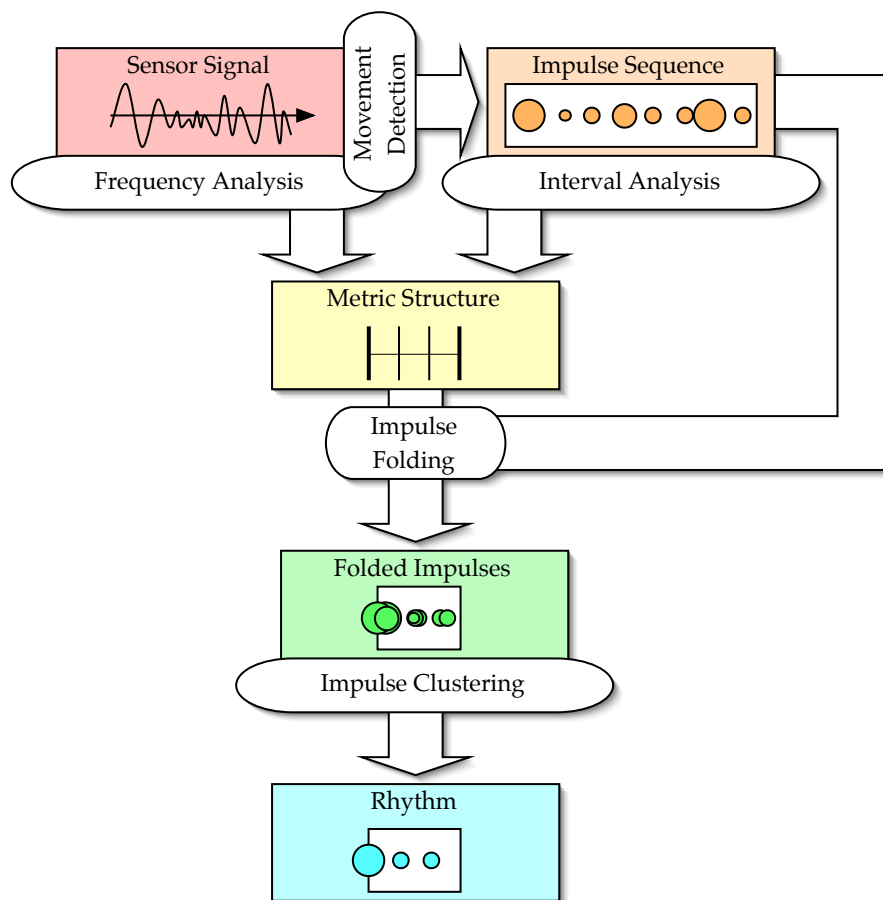 Sensor Signal
Movement
Detection
Impulse Sequence
Frequency Analysis
Interval Analysis
Metric Structure
Impulse
Folding
Folded Impulses
Impulse Clustering
Rhythm